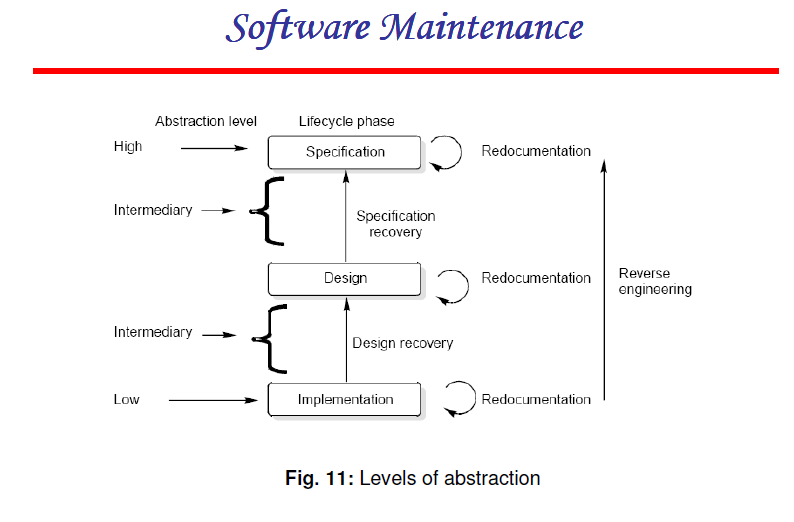 Software Maintenance
Abstraction level
Lifecycle phase
High
Specification
Redocumentation
Intermediary
Specification
recovery
Design
Redocumentation
Reverse
engineering
Intermediary
Design recovery
Low
Implementation
Redocumentation
Fig. 11: Levels of abstraction